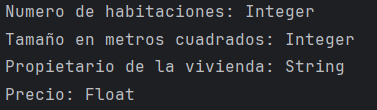 Numero de habitaciones: Integer
Tamaño en metros cuadrados: Integer
Propietario de la vivienda: String
Precio: Float